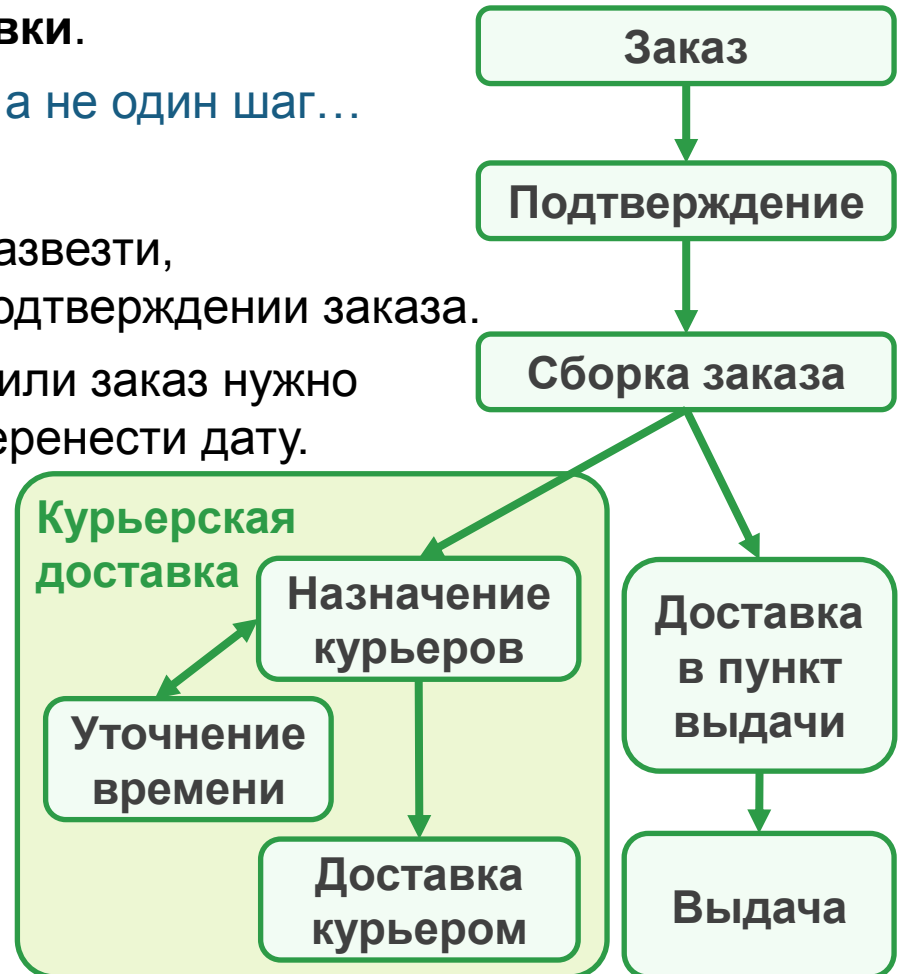 вки.
а не один шаг…
азвезти,
одтверждении заказа.
или заказ нужно
еренести дату.
Заказ
Подтверждение
Сборка заказа
Курьерская
доставка
Назначение
курьеров
Уточнение
времени
Доставка
курьером
Доставка
в пункт
выдачи
Выдача